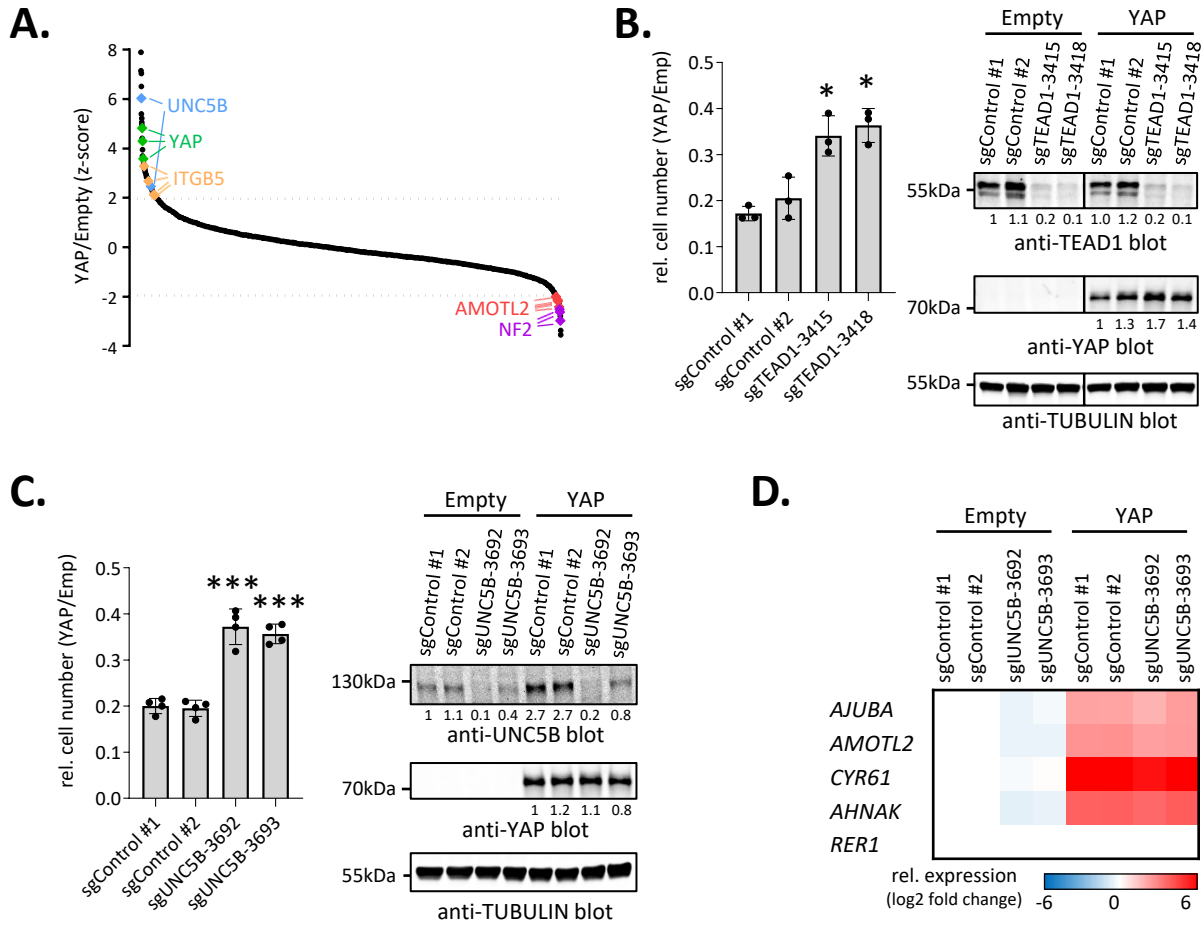 A.
YAP/Empty (z-score)
8
6
4
2
0
-2
-4
UNC5B
YAP
ITGB5
AMOTL2
NF2
B.
rel. cell number (YAP/Emp)
0.5
0.4
0.3
0.2
0.1
0.0
* *
sgControl #1
sgControl #2
sgTEAD1-3415
sgTEAD1-3418
Empty YAP
sgControl #1
sgControl #2
sgTEAD1-3415
sgTEAD1-3418
sgControl #1
sgControl #2
sgTEAD1-3415
sgTEAD1-3418
55kDa
1 1.1 0.2 0.1 1.0 1.2 0.2 0.1
anti-TEAD1 blot
70kDa
1 1.3 1.7 1.4
anti-YAP blot
55kDa
anti-TUBULIN blot
C.
rel. cell number (YAP/Emp)
0.5
0.4
0.3
0.2
0.1
0.0
*** ***
sgControl #1
sgControl #2
sgUNC5B-3692
sgUNC5B-3693
Empty YAP
sgControl #1
sgControl #2
sgUNC5B-3692
sgUNC5B-3693
sgControl #1
sgControl #2
sgUNC5B-3692
sgUNC5B-3693
130kDa
1 1.1 0.1 0.4 2.7 2.7 0.2 0.8
anti-UNC5B blot
70kDa
1 1.2 1.1 0.8
anti-YAP blot
55kDa
anti-TUBULIN blot
D.
Empty YAP
sgControl #1
sgControl #2
sgIUNC5B-3692
sgUNC5B-3693
sgControl #1
sgControl #2
sgUNC5B-3692
sgUNC5B-3693
AJUBA
AMOTL2
CYR61
AHNAK
RER1
rel. expression
(log2 fold change)
-6 0 6